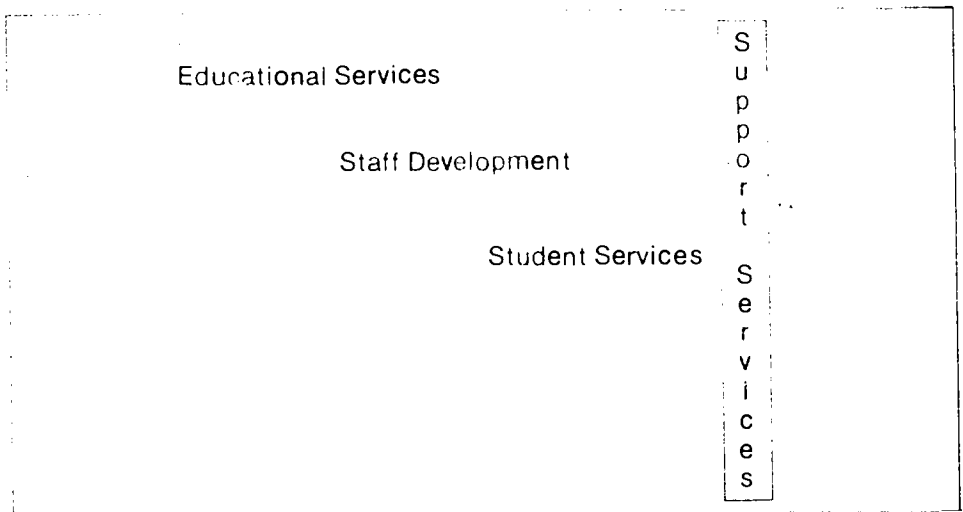 Educational Services
Staff Development
Student Services
Support Services